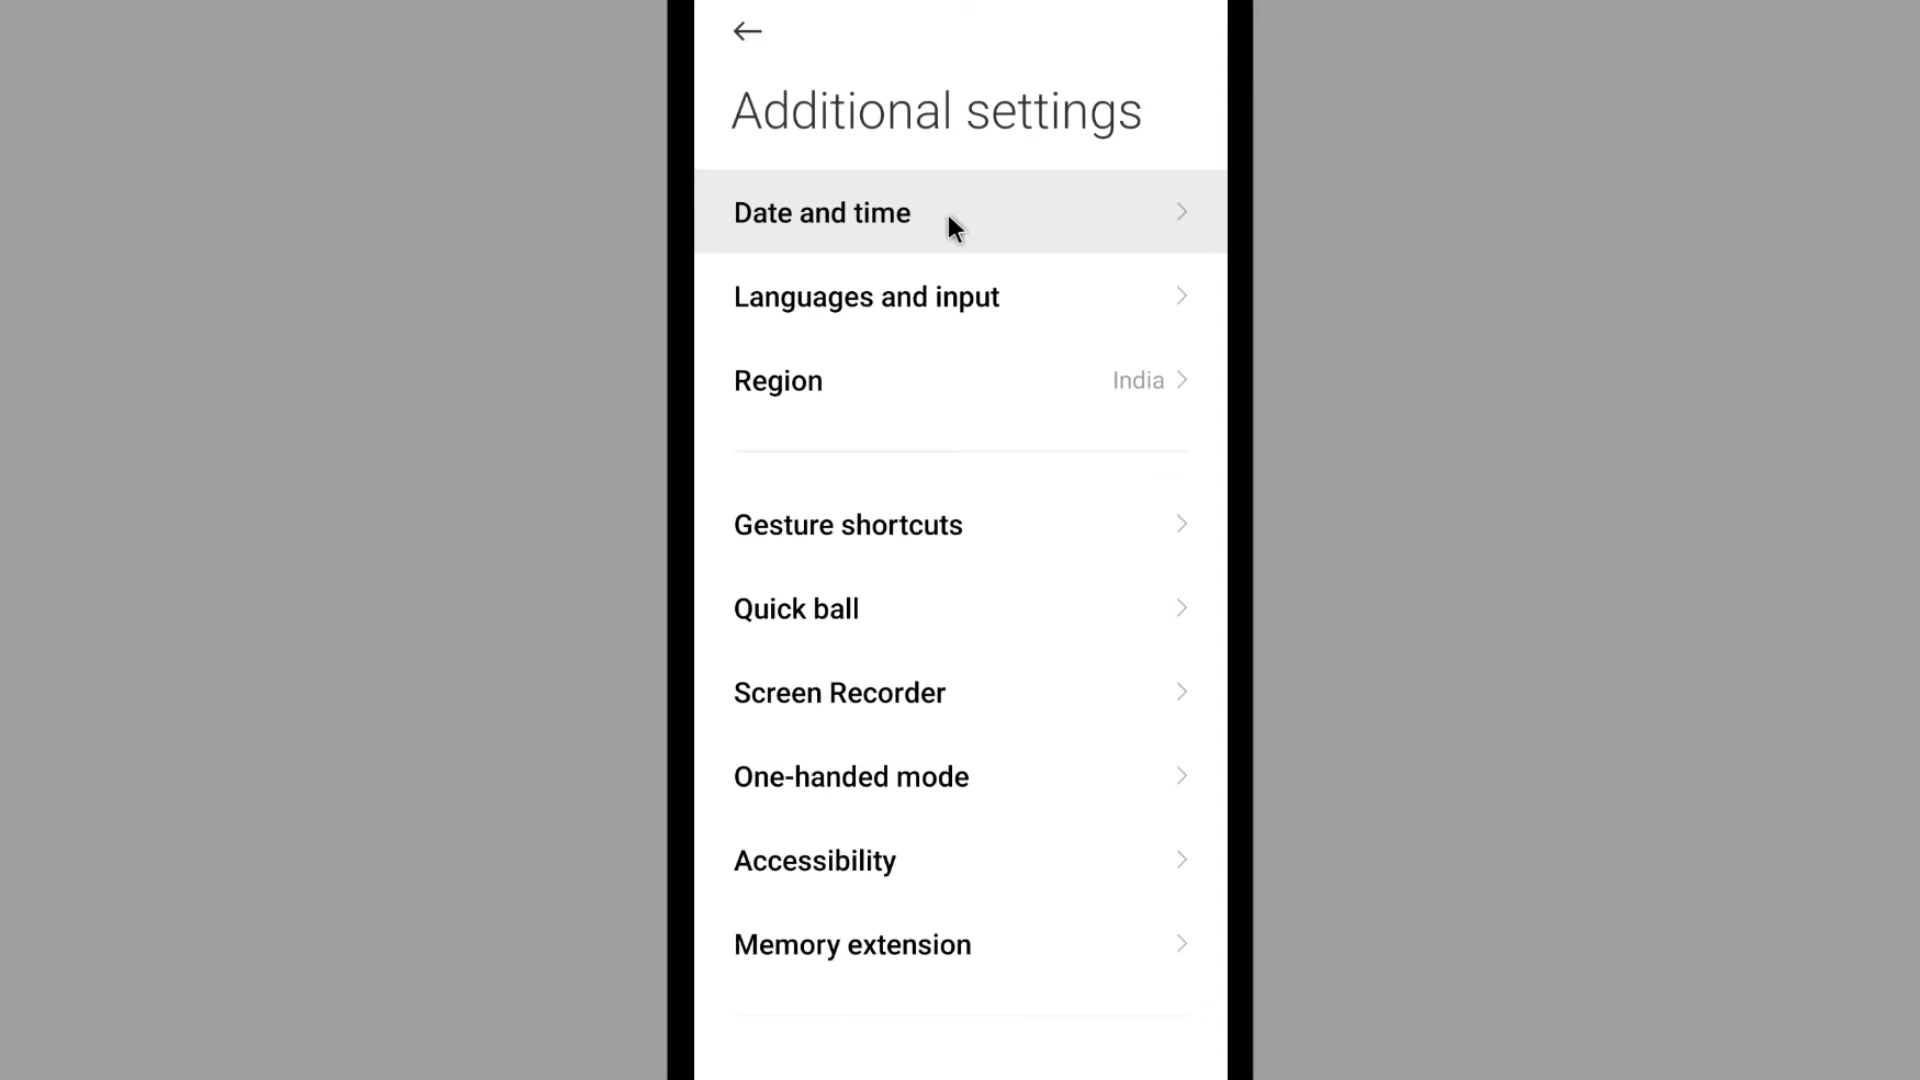 Additional settings
Date and time
Languages and input
Region India
Gesture shortcuts
Quick ball
Screen Recorder
One-handed mode
Accessibility
Memory extension